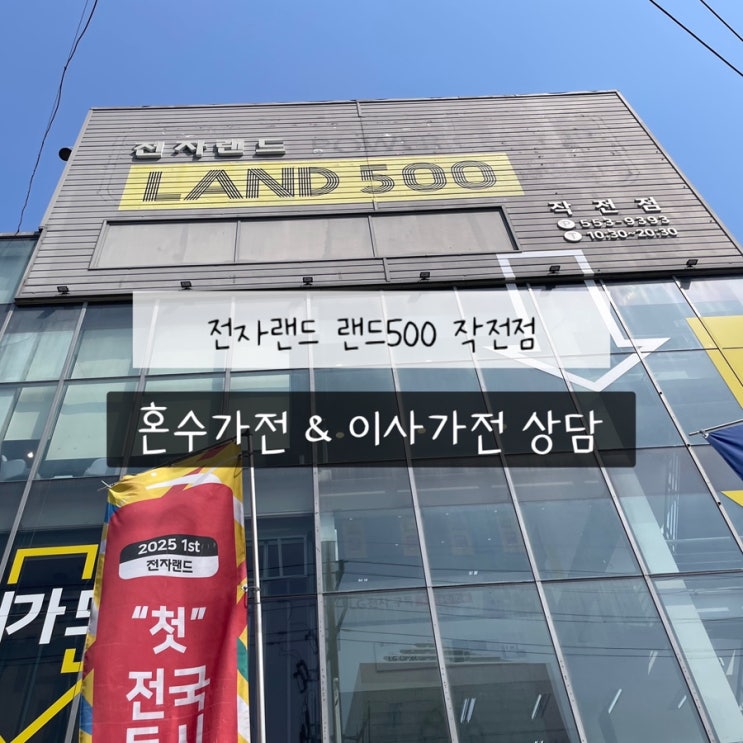 전자랜드
LAND 500
작전점
553-9393
10:30~20:30
전자랜드 랜드500 작전점
혼수가전 & 이사가전 상담
2025 1st
전자랜드
“첫”
전국